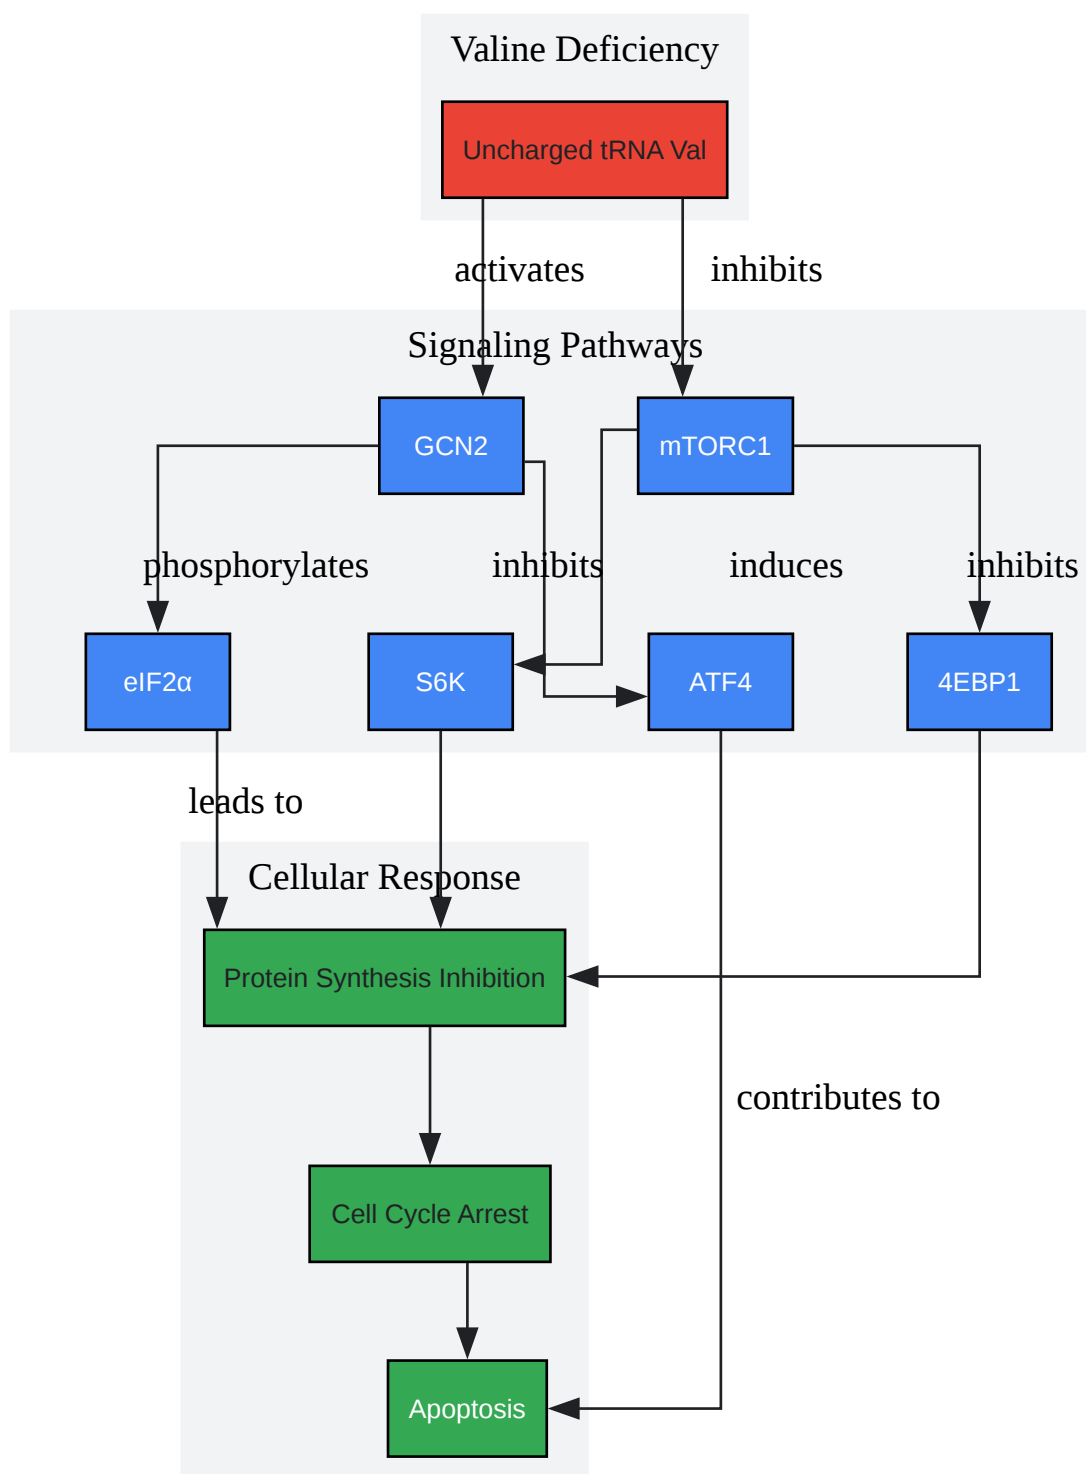 Valine Deficiency
Uncharged tRNA Val
activates
inhibits
Signaling Pathways
GCN2
mTORC1
phosphorylates
inhibits
induces
inhibits
eIF2α
S6K
ATF4
4EBP1
leads to
Cellular Response
Protein Synthesis Inhibition
contributes to
Cell Cycle Arrest
Apoptosis